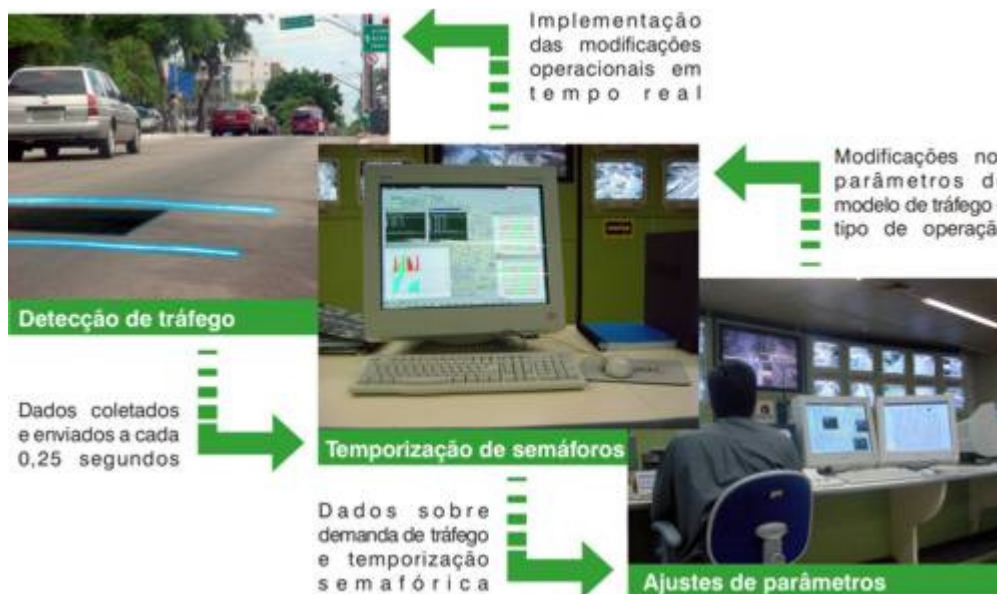 Implementação
das modificações
operacionais em
tempo real
Modificações no
parâmetros d
modelo de tráfego
tipo de operaçã
Detecção de tráfego
Dados coletados
e enviados a cada
0,25 segundos
Temporização de semáforos
Dados sobre
demanda de tráfego
e temporização
semafórica
Ajustes de parâmetros